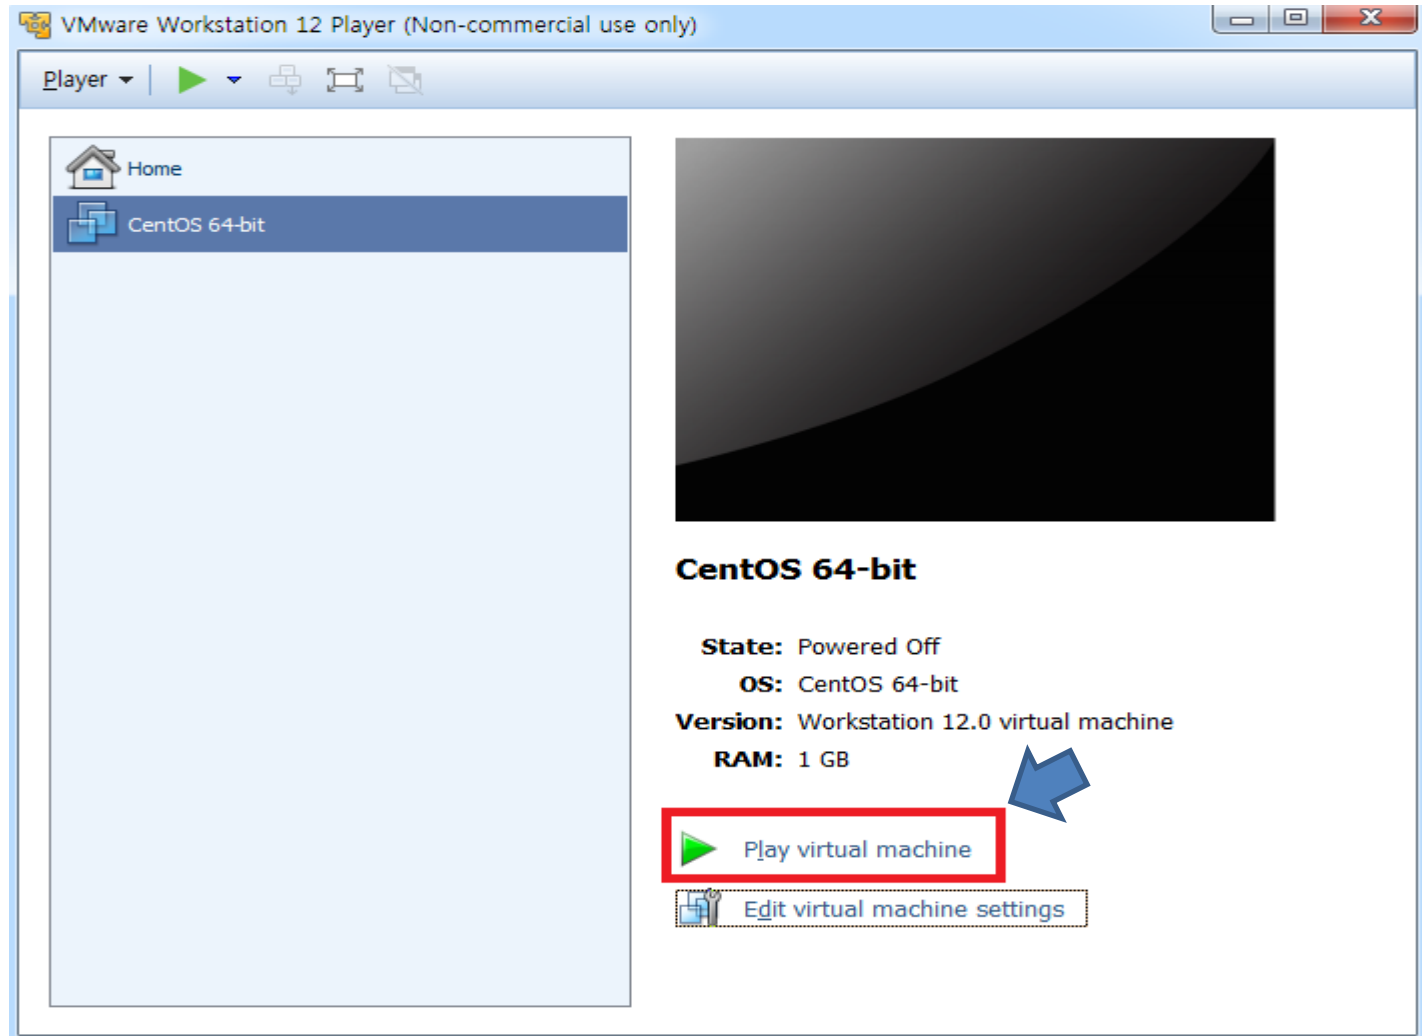 VMware Workstation 12 Player (Non-commercial use only)
Player
Home
CentOS 64-bit
CentOS 64-bit
State: Powered Off
OS: CentOS 64-bit
Version: Workstation 12.0 virtual machine
RAM: 1 GB
Play virtual machine
Edit virtual machine settings